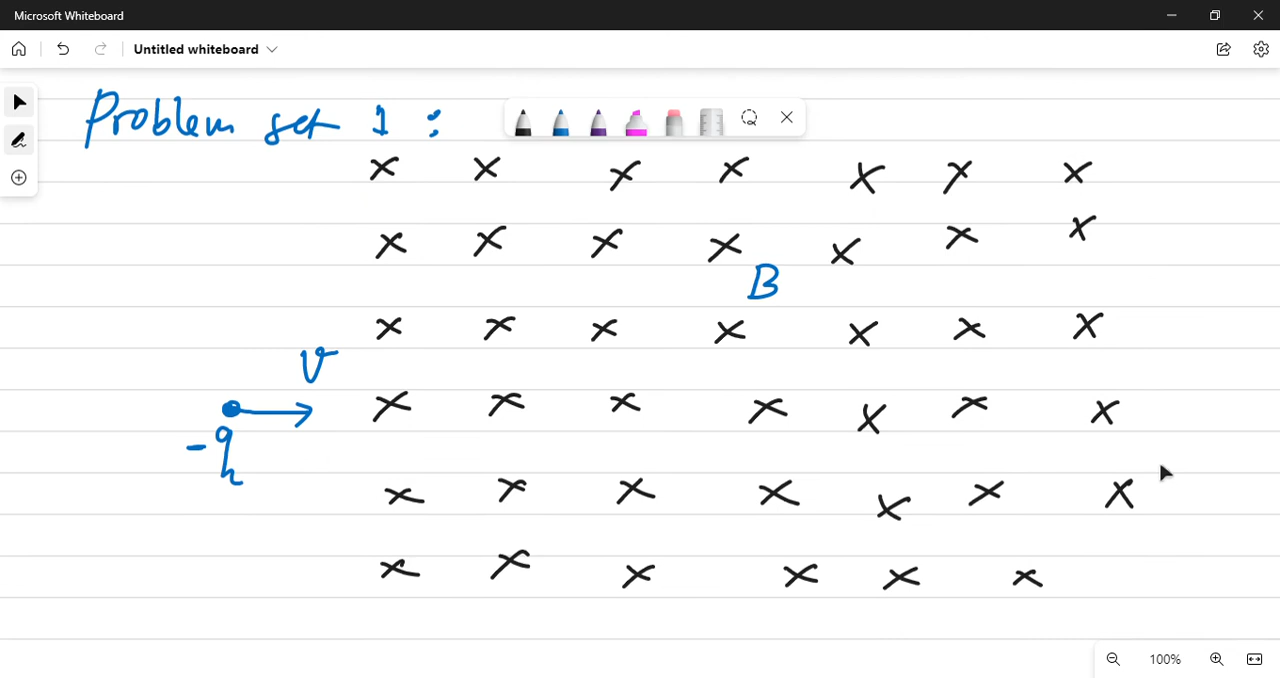 Microsoft Whiteboard
Untitled whiteboard
Problem set 1 :
x x x x x x x
x x x x x x x
B
x x x x x x x
v
x x x x x x x
-q
x x x x x x x
x x x x x x
100%